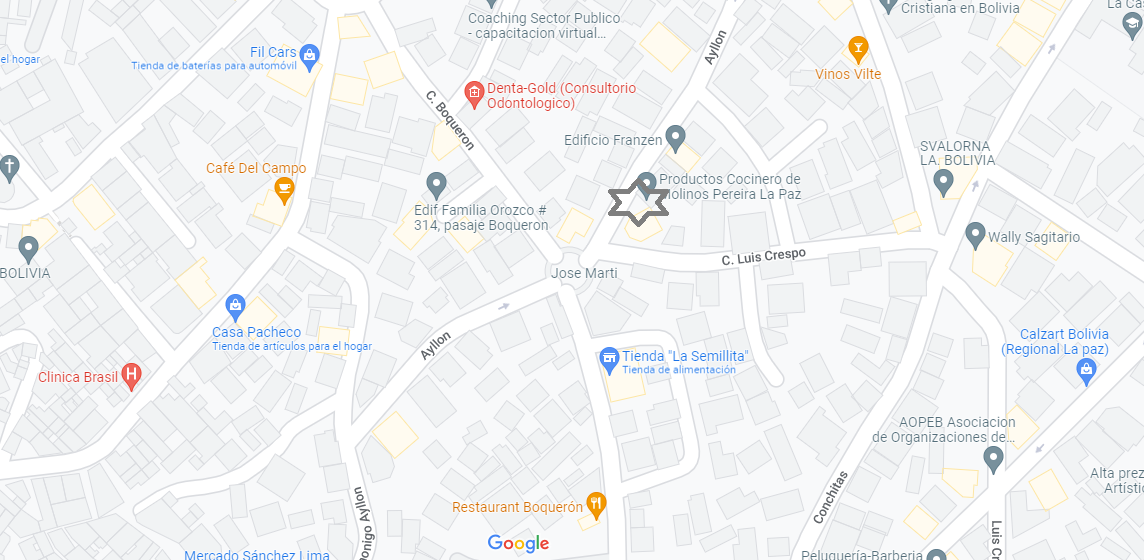 Coaching Sector Publico
- capacitacion virtual...
Cristiana en Bolivia
La Cas
Ayllon
Fil Cars
Tienda de baterías para automóvil
el hogar
Vinos Vilte
Denta-Gold (Consultorio
Odontologico)
C. Boqueron
Edificio Franzen
SVALORNA
LA. BOLIVIA
Café Del Campo
Productos Cocinero de
olinos Pereira La Paz
Edif Familia Orozco #
314, pasaje Boqueron
Wally Sagitario
C. Luis Crespo
BOLIVIA
Jose Marti
Casa Pacheco
Tienda de artículos para el hogar
Ayllon
Calzart Bolivia
(Regional La paz)
Tienda "La Semillita"
Tienda de alimentación
Clinica Brasil
H
AOPEB Asociacion
de Organizaciones de...
Alta prez
Artístic
Conchitas
Restaurant Boquerón
onigo Ayllon
Luis Cr
Google
Mercado Sánchez Lima
Peluquería-Barberia